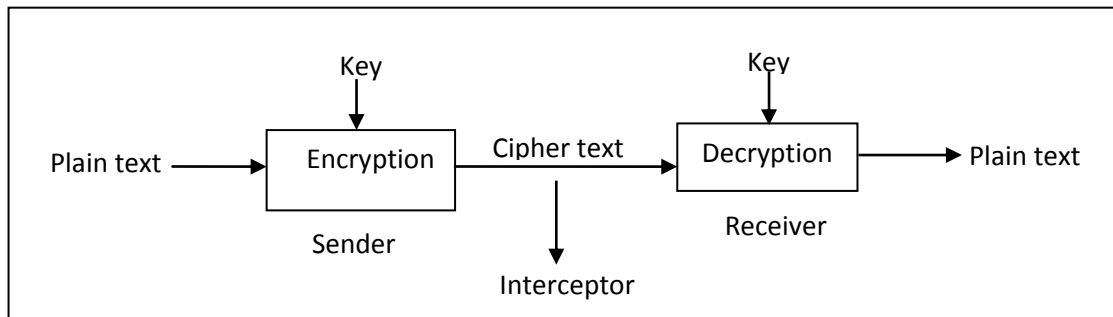 Key
Key
Plain text
Encryption
Cipher text
Decryption
Plain text
Sender
Receiver
Interceptor